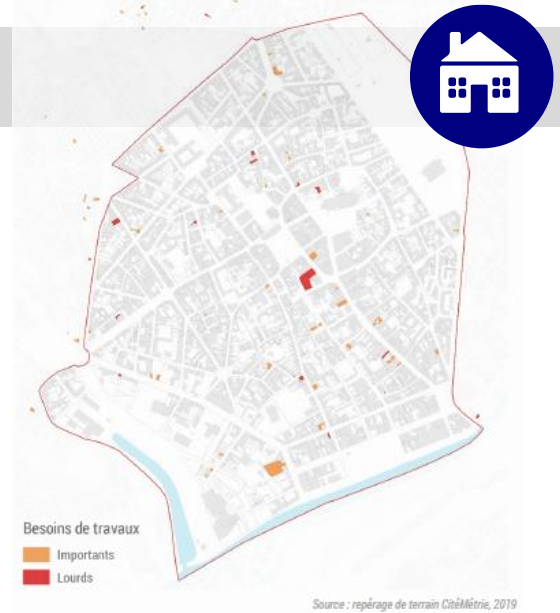 Besoins de travaux
Importants
Lourds
Source : repérage de terrain CitéMétrie, 2019